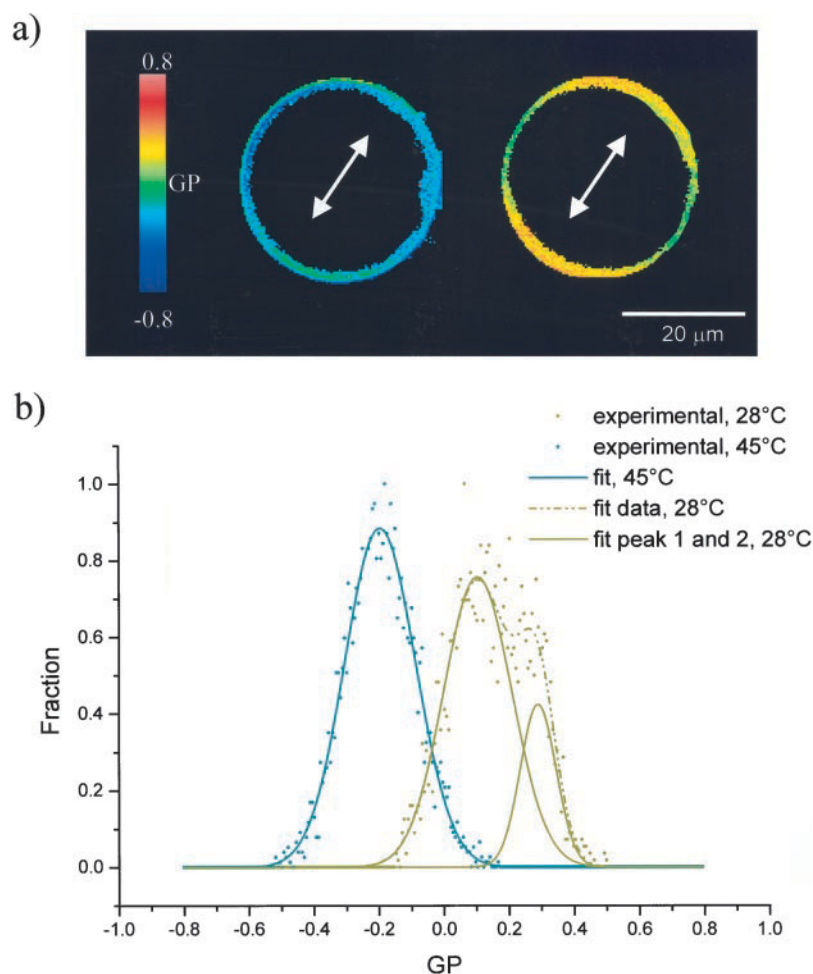 a)
0.8
GP
-0.8
20 μm
b)
experimental, 28°C
experimental, 45°C
fit, 45°C
fit data, 28°C
fit peak 1 and 2, 28°C
1.0
0.8
0.6
0.4
0.2
0.0
Fraction
-1.0 -0.8 -0.6 -0.4 -0.2 0.0 0.2 0.4 0.6 0.8 1.0
GP